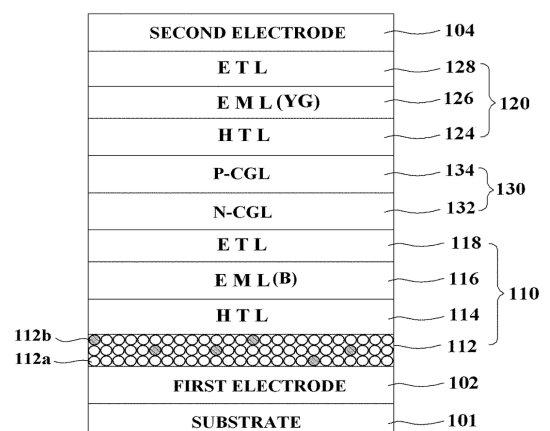 SECOND ELECTRODE 104
E T L 128
120
E M L (YG) 126
H T L 124
P-CGL 134
130
N-CGL 132
E T L 118
E M L (B) 116
110
H T L 114
112b
112
112a
FIRST ELECTRODE 102
SUBSTRATE 101